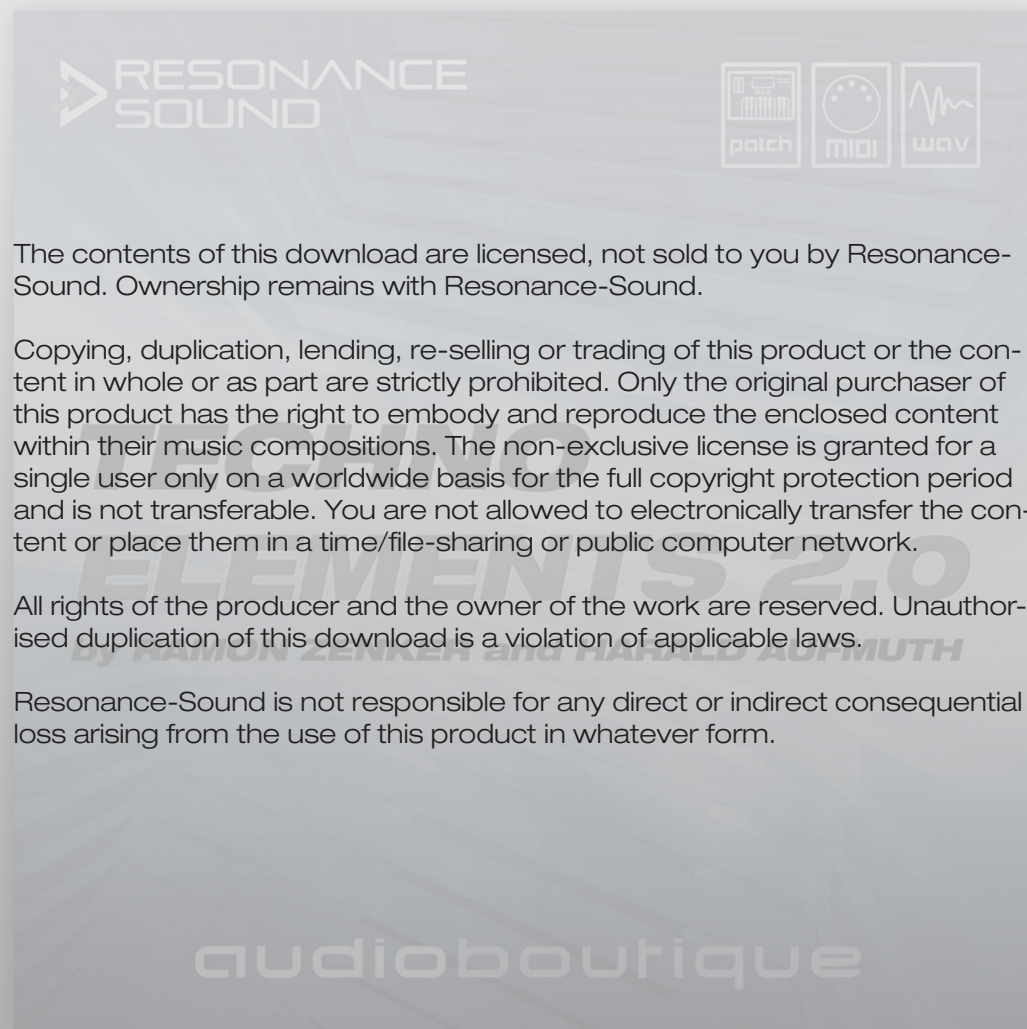 RESONANCE
SOUND
patch
MIDI
wav
The contents of this download are licensed, not sold to you by Resonance-
Sound. Ownership remains with Resonance-Sound.
Copying, duplication, lending, re-selling or trading of this product or the con-
tent in whole or as part are strictly prohibited. Only the original purchaser of
this product has the right to embody and reproduce the enclosed content
within their music compositions. The non-exclusive license is granted for a
single user only on a worldwide basis for the full copyright protection period
and is not transferable. You are not allowed to electronically transfer the con-
tent or place them in a time/file-sharing or public computer network.
All rights of the producer and the owner of the work are reserved. Unauthor-
ised duplication of this download is a violation of applicable laws.
Resonance-Sound is not responsible for any direct or indirect consequential
loss arising from the use of this product in whatever form.
TECHNO
ELEMENTS 2.0
by RAMON ZENKER and HARALD AUFMUTH
audioboutique